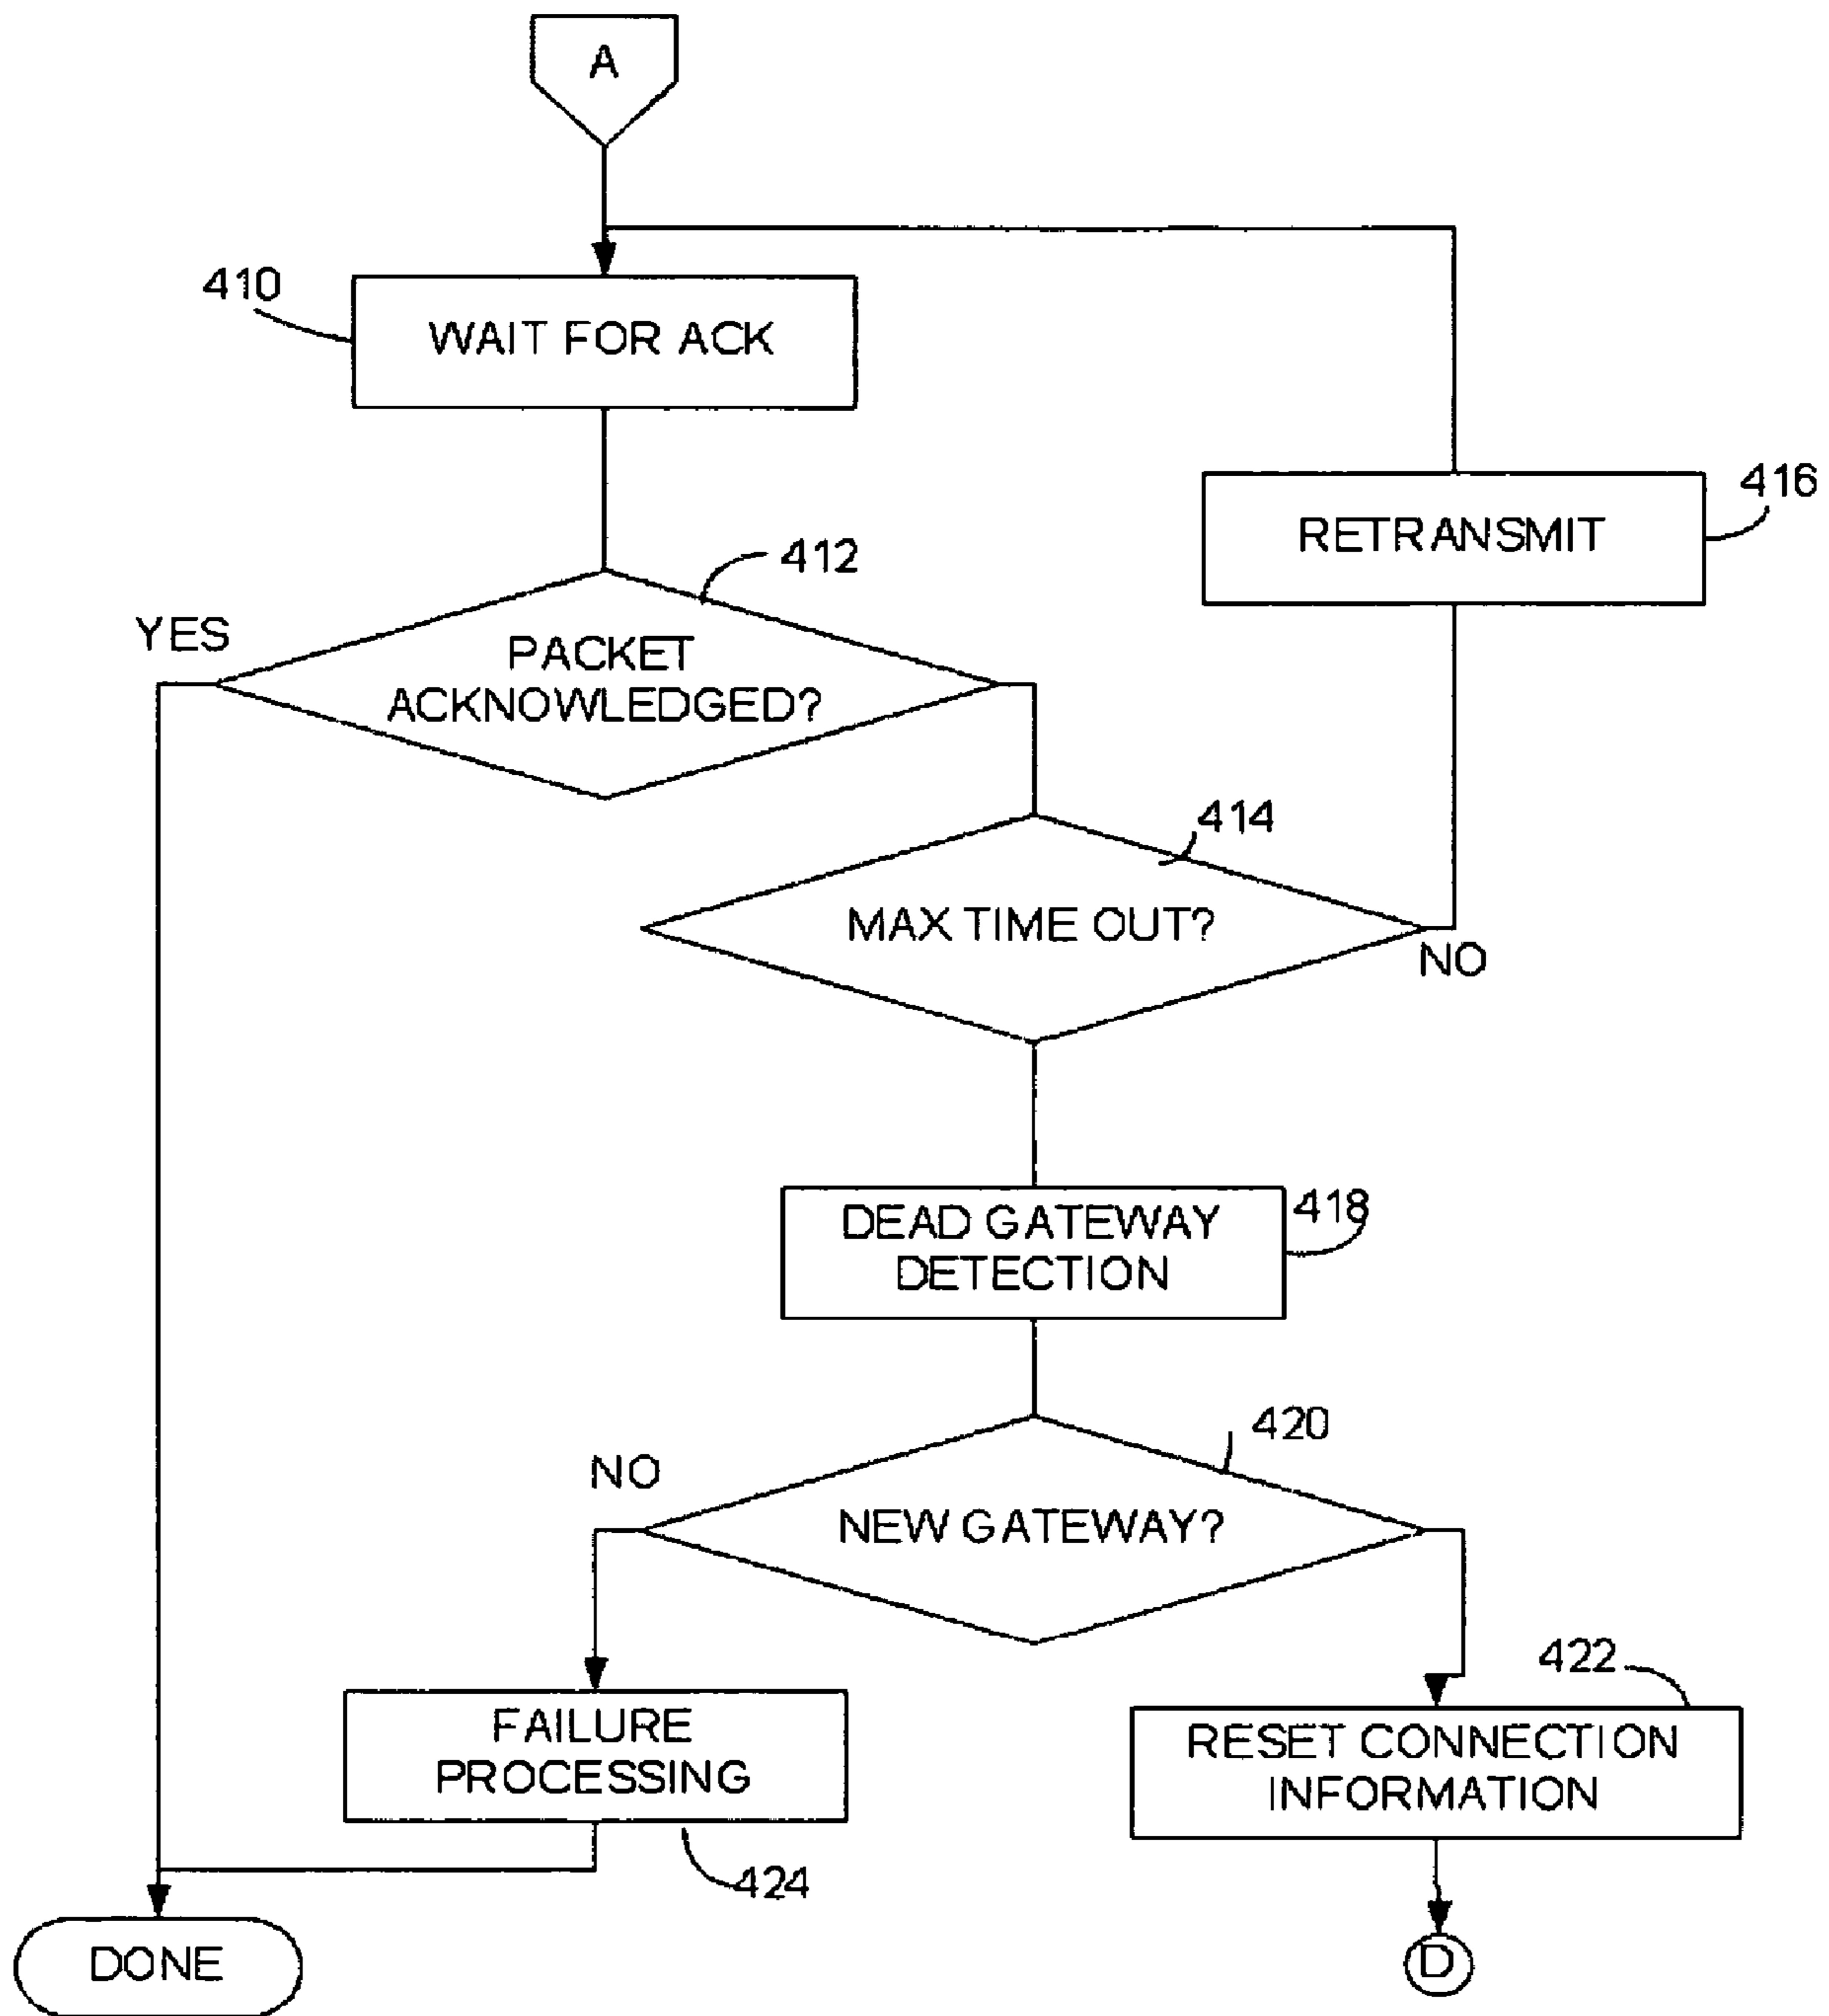 A
410
WAIT FOR ACK
416
RETRANSMIT
412
YES
PACKET
ACKNOWLEDGED?
414
MAX TIME OUT?
NO
418
DEAD GATEWAY
DETECTION
420
NO
NEW GATEWAY?
422
FAILURE
PROCESSING
RESET CONNECTION
INFORMATION
424
DONE
D